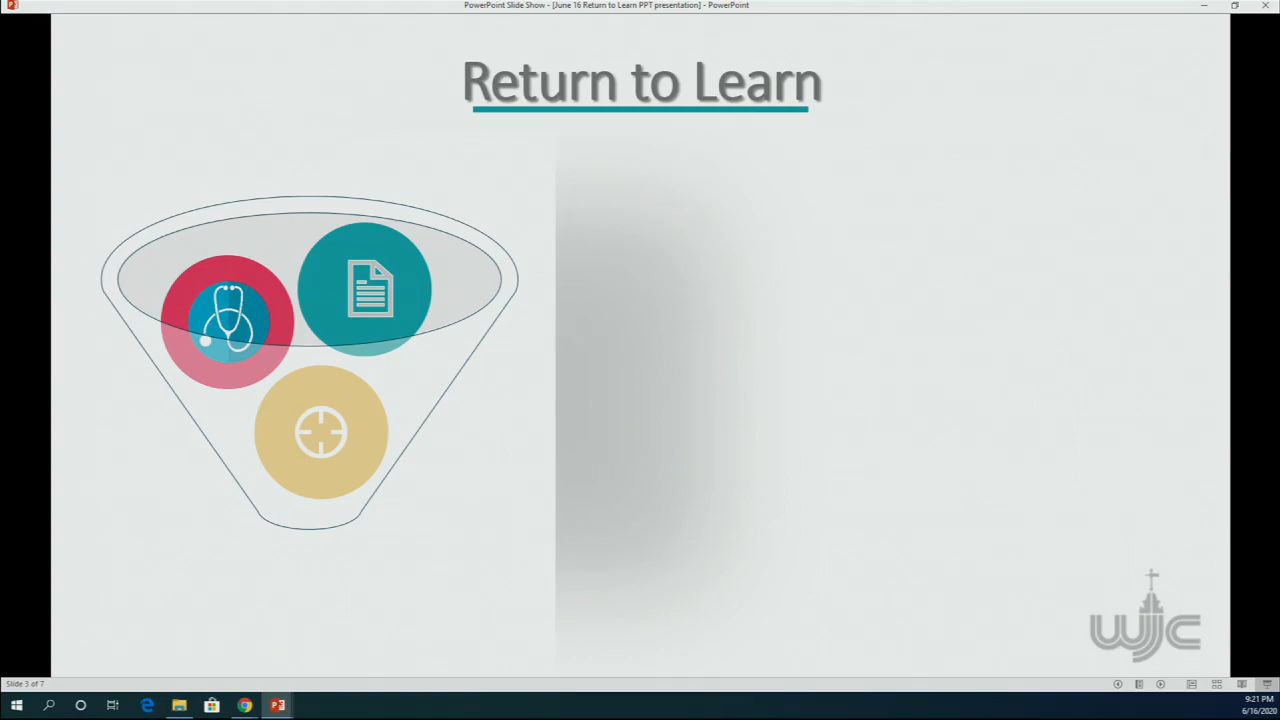 PowerPoint Slide Show - [June 16 Return to Learn PPT presentation] - PowerPoint
Return to Learn
wjc
Slide 3 of 7
9:21 PM
6/16/2020